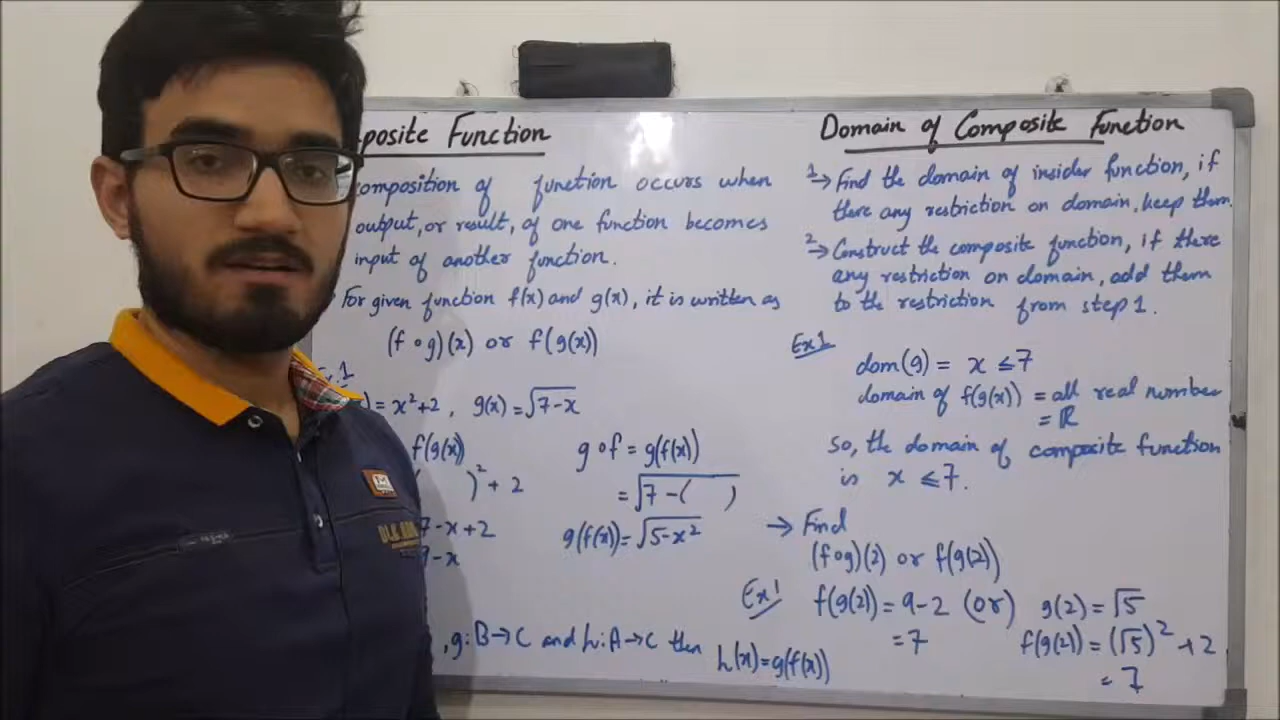 posite Function
composition of function occurs when
output, or result, of one function becomes
input of another function.
For given function f(x) and g(x), it is written as
(f∘g)(x) or f(g(x))
Ex.1
) = x²+2, g(x) = √7-x
f(g(x))
)² + 2
7-x+2
9-x
g∘f = g(f(x))
= √7-( )
g(f(x)) = √5-x²
, g: B→C and h: A→C then h(x)=g(f(x))
Domain of Composite Function
1→ Find the domain of insider function, if
there any restriction on domain, keep them.
2→ Construct the composite function, if there
any restriction on domain, add them
to the restriction from step 1.
Ex1
dom(g) = x ≤ 7
domain of f(g(x)) = all real number
= ℝ
so, the domain of composite function
is x ≤ 7.
→ Find
(f∘g)(2) or f(g(2))
Ex1
f(g(2)) = 9-2 (or)
= 7
g(2) = √5
f(g(2)) = (√5)² + 2
= 7